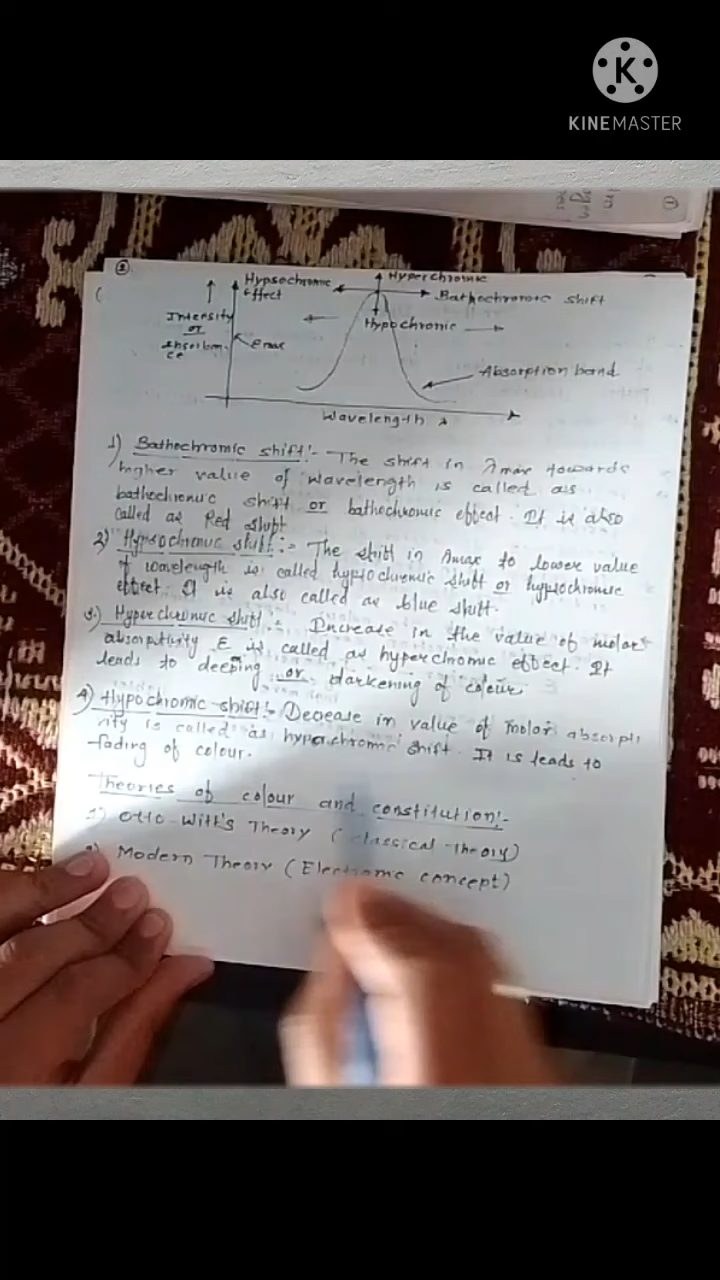 KINEMASTER
2
Hypsochromic Effect
Hyperchromic
Bathochromic shift
Intensity or absorbance
Emax
Hypochromic
Absorption band
Wavelength λ
1) Bathochromic shift:- The shift in λmax towards
higher value of wavelength is called as
bathochromic shift or bathochromic effect. It is also
called as Red shift
2) Hypsochromic shift:- The shift in λmax to lower value
of wavelength is called hypsochromic shift or hypsochromic
effect. It is also called as blue shift.
3.) Hyperchromic shift:- Increase in the value of molar
absorptivity E is called as hyperchromic effect. It
leads to deeping or darkening of colour.
4) Hypochromic shift:- Decrease in value of molar absorpti
vity is called as hypochromic shift. It is leads to
fading of colour.
Theories of colour and constitution:-
1) Otto-Witt's Theory (Classical Theory)
Modern Theory (Electronic concept)